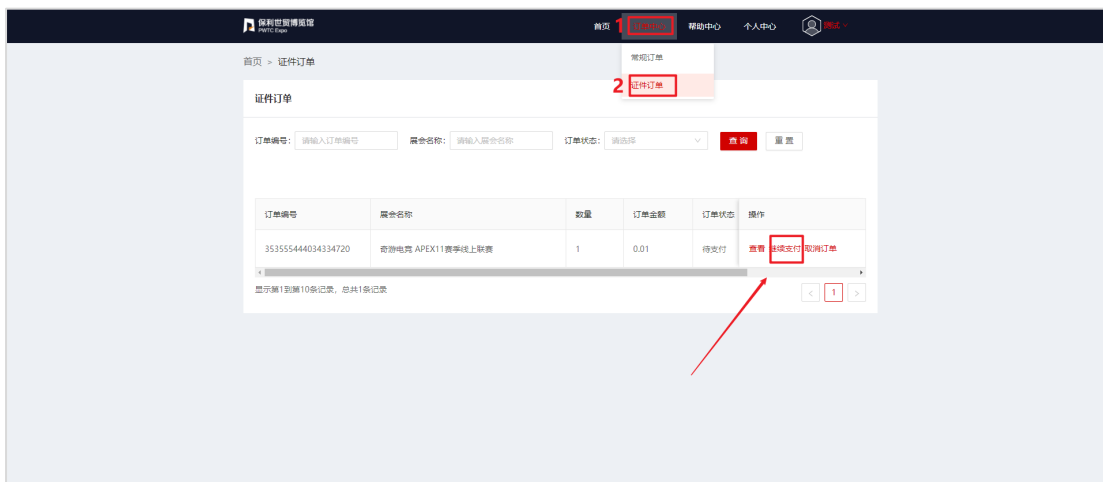 保利世贸博览馆
PWTC Expo
首页 1 帮助中心 个人中心 测试
常规订单
2 证件订单
首页 > 证件订单
证件订单
订单编号: 请输入订单编号 展会名称: 请输入展会名称 订单状态: 请选择 查 询 重 置
订单编号 展会名称 数量 订单金额 订单状态 操作
353555444034334720 奇游电竞 APEX11赛季线上联赛 1 0.01 待支付 查看 继续支付 取消订单
显示第1到第10条记录, 总共1条记录
< 1 >